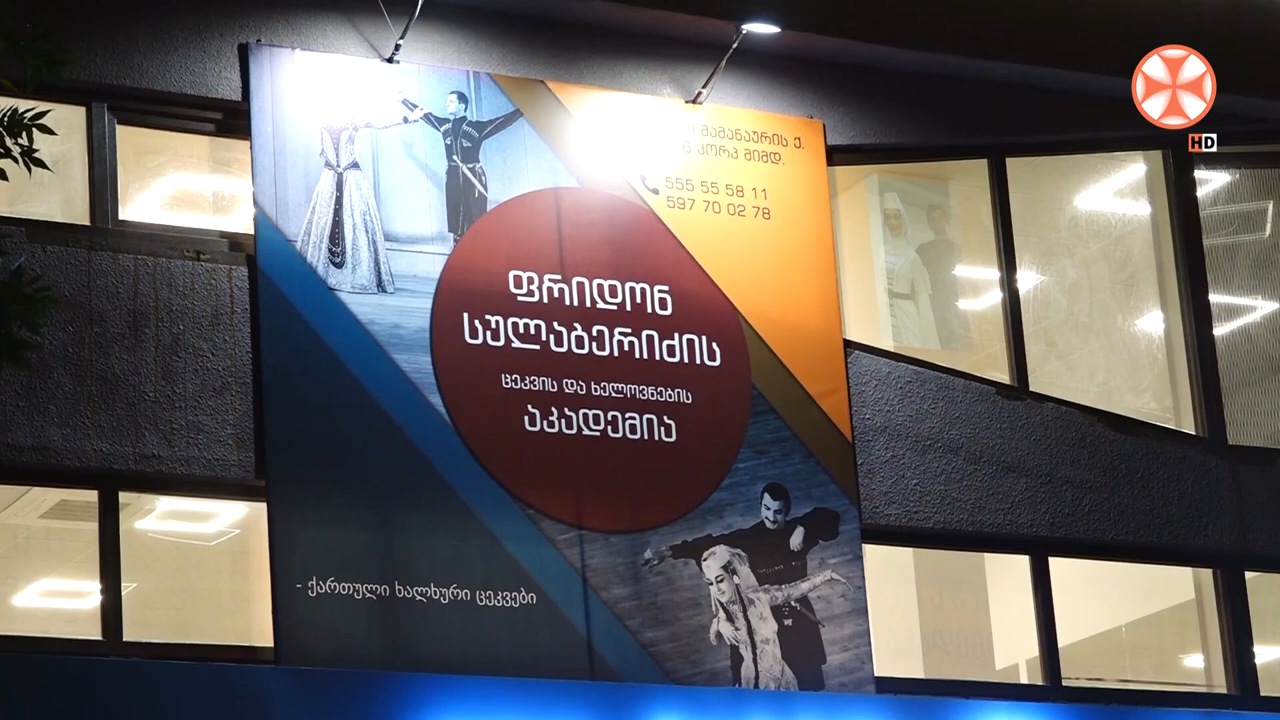 მამანაურის ქ.
კორპ მიმდ.
555 55 58 11
597 70 02 78
ფრიდონ
სულაბერიძის
ცეკვის და ხელოვნების
აკადემია
- ქართული ხალხური ცეკვები
HD